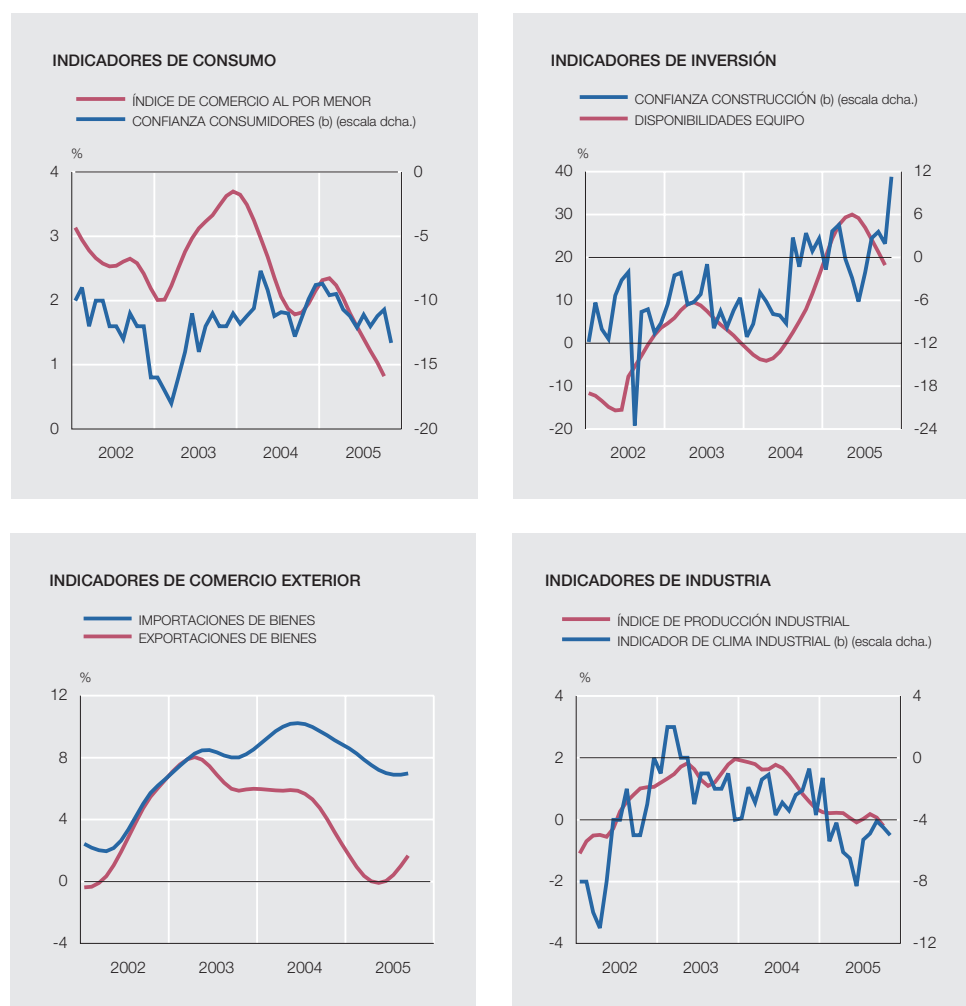 INDICADORES DE CONSUMO
ÍNDICE DE COMERCIO AL POR MENOR
CONFIANZA CONSUMIDORES (b) (escala dcha.)
%
4
3
2
1
0
0
-5
-10
-15
-20
2002 2003 2004 2005
INDICADORES DE INVERSIÓN
CONFIANZA CONSTRUCCIÓN (b) (escala dcha.)
DISPONIBILIDADES EQUIPO
%
40
30
20
10
0
-10
-20
12
6
0
-6
-12
-18
-24
2002 2003 2004 2005
INDICADORES DE COMERCIO EXTERIOR
IMPORTACIONES DE BIENES
EXPORTACIONES DE BIENES
%
12
8
4
0
-4
2002 2003 2004 2005
INDICADORES DE INDUSTRIA
ÍNDICE DE PRODUCCIÓN INDUSTRIAL
INDICADOR DE CLIMA INDUSTRIAL (b) (escala dcha.)
%
4
2
0
-2
-4
4
0
-4
-8
-12
2002 2003 2004 2005